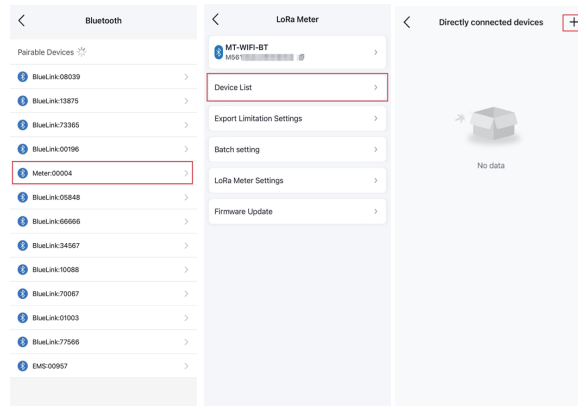 Bluetooth
Pairable Devices
BlueLink:08039
BlueLink:13875
BlueLink:73365
BlueLink:00196
Meter:00004
BlueLink:05848
BlueLink:66666
BlueLink:34567
BlueLink:10088
BlueLink:70067
BlueLink:01003
BlueLink:77566
EMS:00957
LoRa Meter
MT-WIFI-BT
M561
Device List
Export Limitation Settings
Batch setting
LoRa Meter Settings
Firmware Update
Directly connected devices
No data